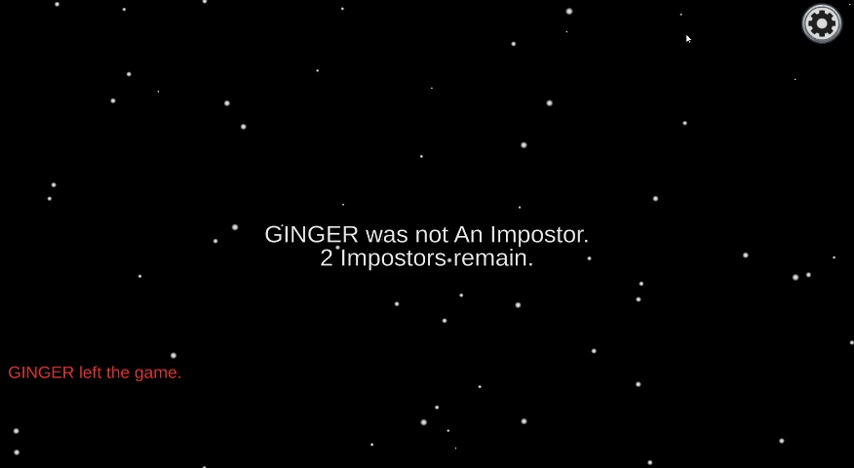 GINGER was not An Impostor.
2 Impostors remain.
GINGER left the game.